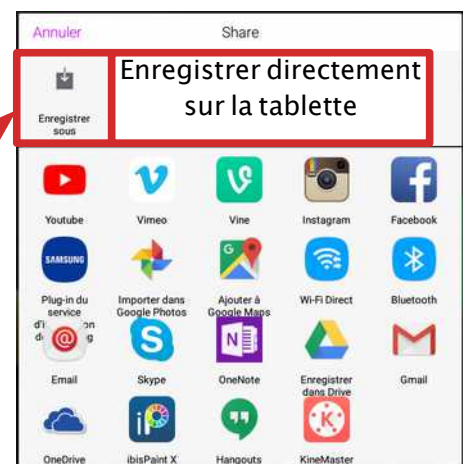 Annuler
Share
Enregistrer
sous
Enregistrer directement
sur la tablette
Youtube
Vimeo
Vine
Instagram
Facebook
SAMSUNG
Plug-in du
service
Importer dans
Google Photos
G
Ajouter à
Google Maps
Wi-Fi Direct
Bluetooth
Email
Skype
N
OneNote
Enregistrer
dans Drive
Gmail
OneDrive
iP
ibisPaint X
Hangouts
K
KineMaster